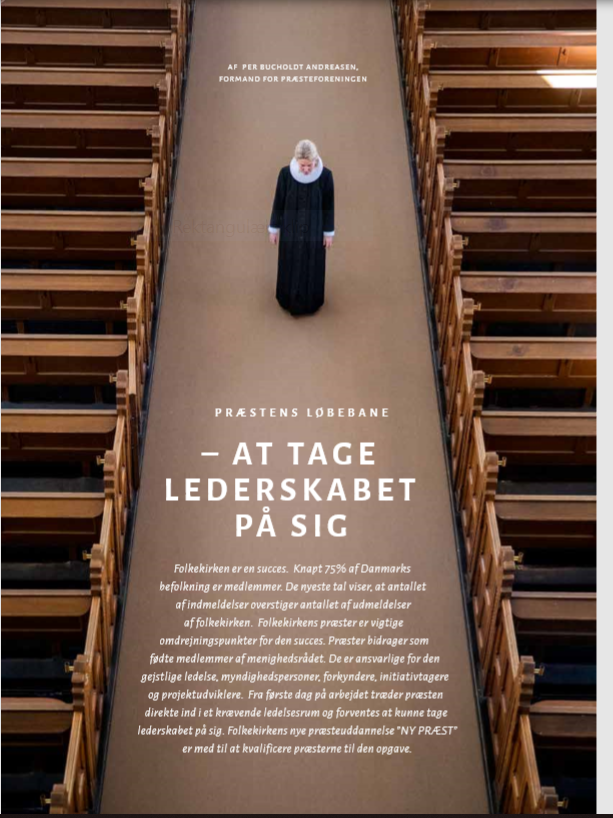 AF PER BUCHOLDT ANDREASEN,
FORMAND FOR PRÆSTEFORENINGEN
PRÆSTENS LØBEBANE
– AT TAGE
LEDERSKABET
PÅ SIG
Folkekirken er en succes. Knapt 75% af Danmarks
befolkning er medlemmer. De nyeste tal viser, at antallet
af indmeldelser overstiger antallet af udmeldelser
af folkekirken. Folkekirkens præster er vigtige
omdrejningspunkter for den succes. Præster bidrager som
fødte medlemmer af menighedsrådet. De er ansvarlige for den
gejstlige ledelse, myndighedspersoner, forkyndere, initiativtagere
og projektudviklere. Fra første dag på arbejdet træder præsten
direkte ind i et krævende ledelsesrum og forventes at kunne tage
lederskabet på sig. Folkekirkens nye præsteuddannelse "NY PRÆST"
er med til at kvalificere præsterne til den opgave.